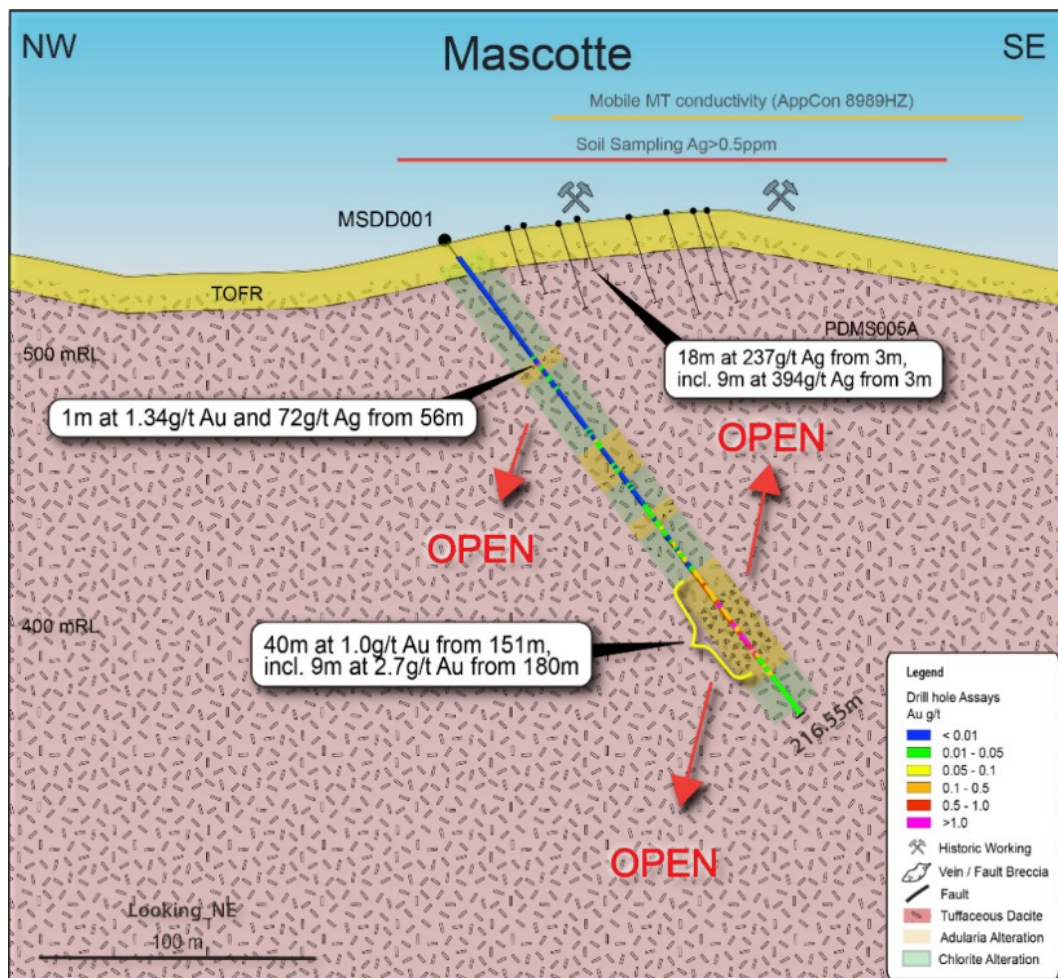 NW
Mascotte
SE
Mobile MT conductivity (AppCon 8989HZ)
Soil Sampling Ag>0.5ppm
MSDD001
TOFR
PDMS005A
500 mRL
18m at 237g/t Ag from 3m,
incl. 9m at 394g/t Ag from 3m
1m at 1.34g/t Au and 72g/t Ag from 56m
OPEN
OPEN
400 mRL
40m at 1.0g/t Au from 151m,
incl. 9m at 2.7g/t Au from 180m
216.55m
OPEN
Looking_NE
100 m
Legend
Drill hole Assays
Au g/t
< 0.01
0.01 - 0.05
0.05 - 0.1
0.1 - 0.5
0.5 - 1.0
>1.0
Historic Working
Vein / Fault Breccia
Fault
Tuffaceous Dacite
Adularia Alteration
Chlorite Alteration